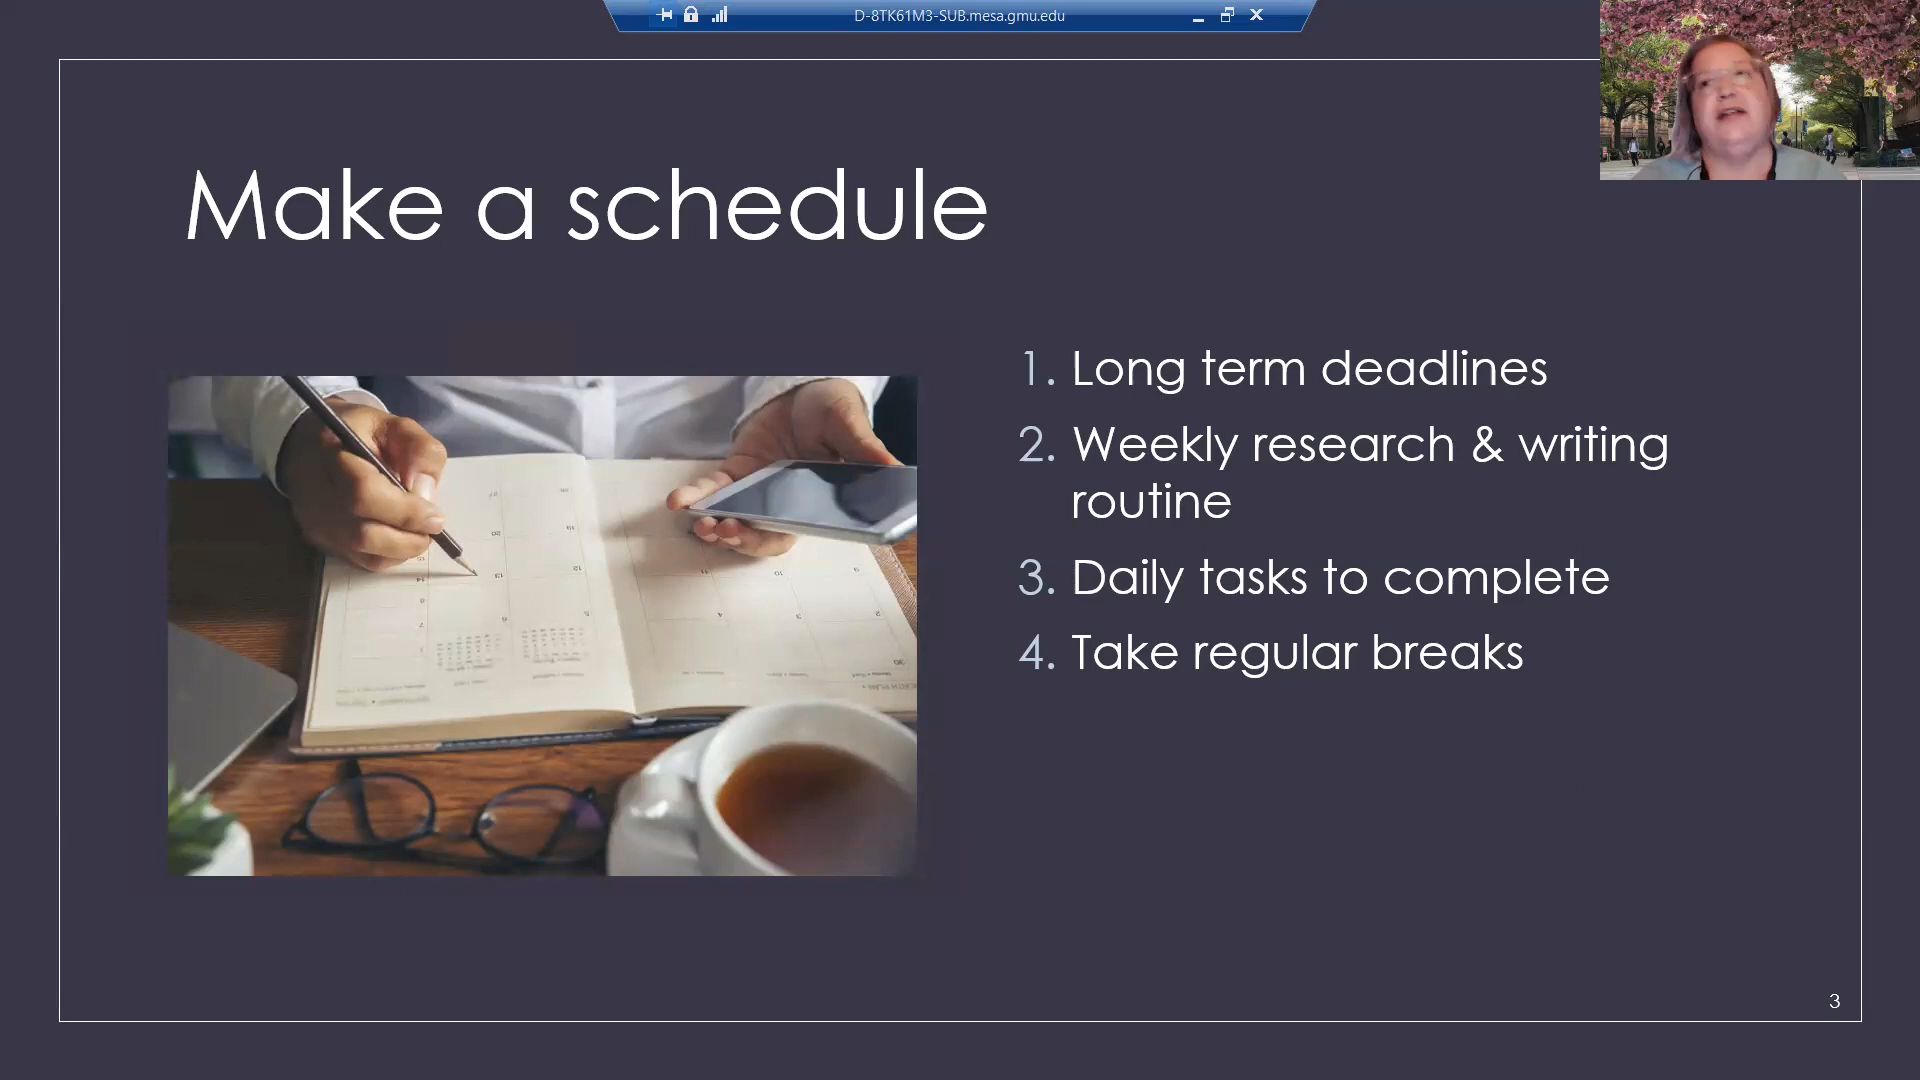 D-8TK61M3-SUB.mesa.gmu.edu
Make a schedule
1. Long term deadlines
2. Weekly research & writing
routine
3. Daily tasks to complete
4. Take regular breaks
3